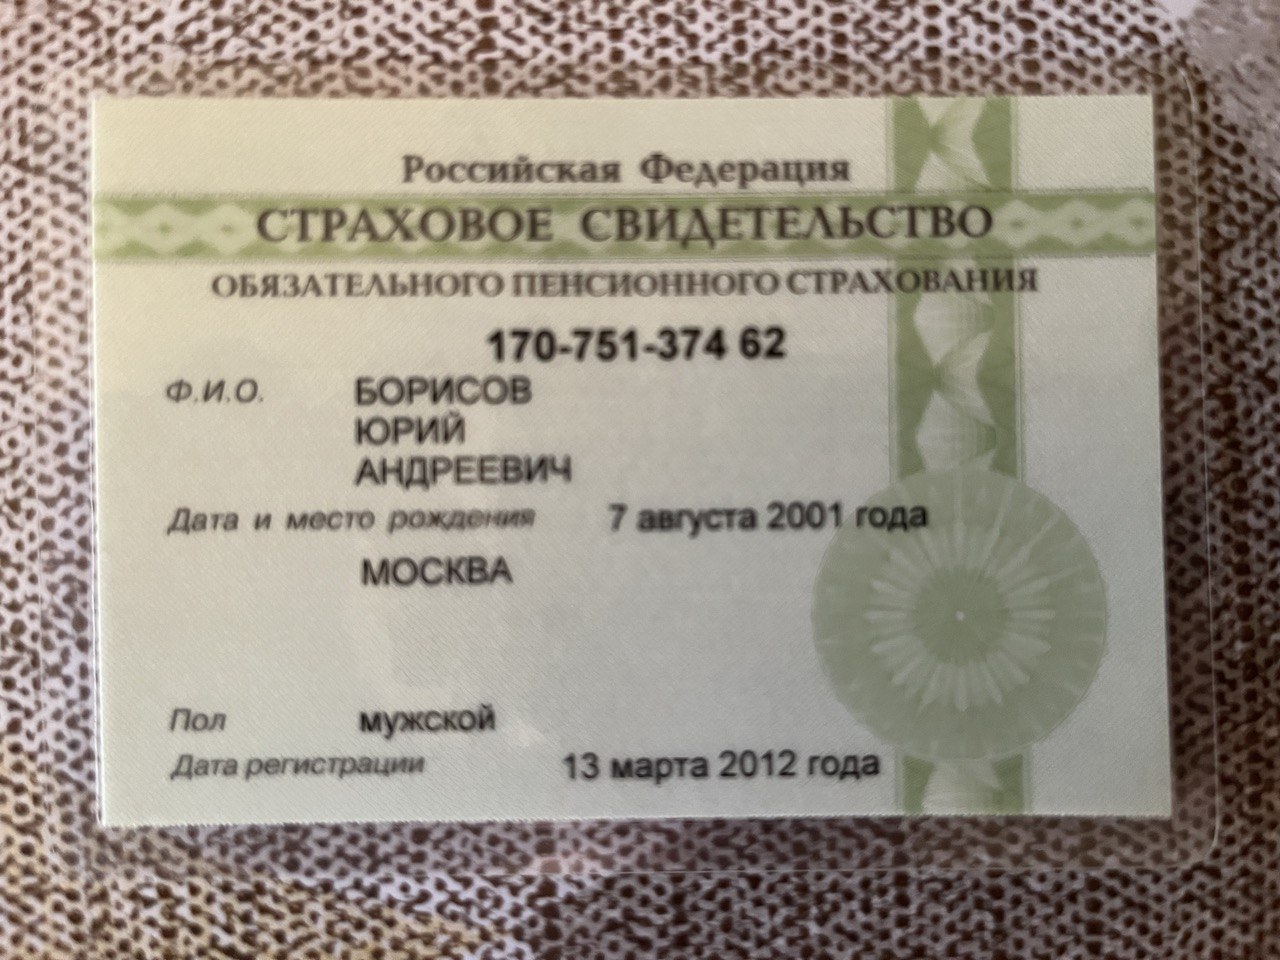 Российская Федерация
СТРАХОВОЕ СВИДЕТЕЛЬСТВО
ОБЯЗАТЕЛЬНОГО ПЕНСИОННОГО СТРАХОВАНИЯ
170-751-374 62
Ф.И.О. БОРИСОВ
ЮРИЙ
АНДРЕЕВИЧ
Дата и место рождения 7 августа 2001 года
МОСКВА
Пол мужской
Дата регистрации 13 марта 2012 года